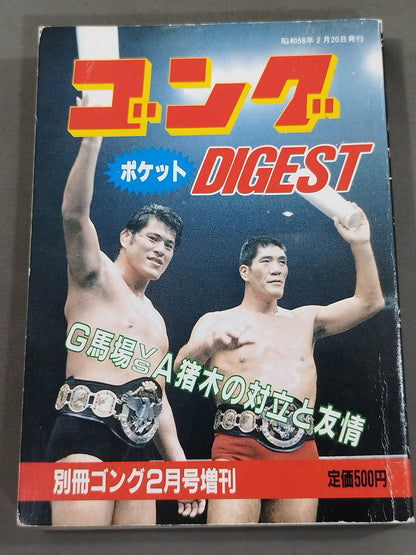 昭和58年2月20日発行
ゴング
ポケット
DIGEST
G馬場VSA猪木の対立と友情
別冊ゴング2月号増刊
定価500円